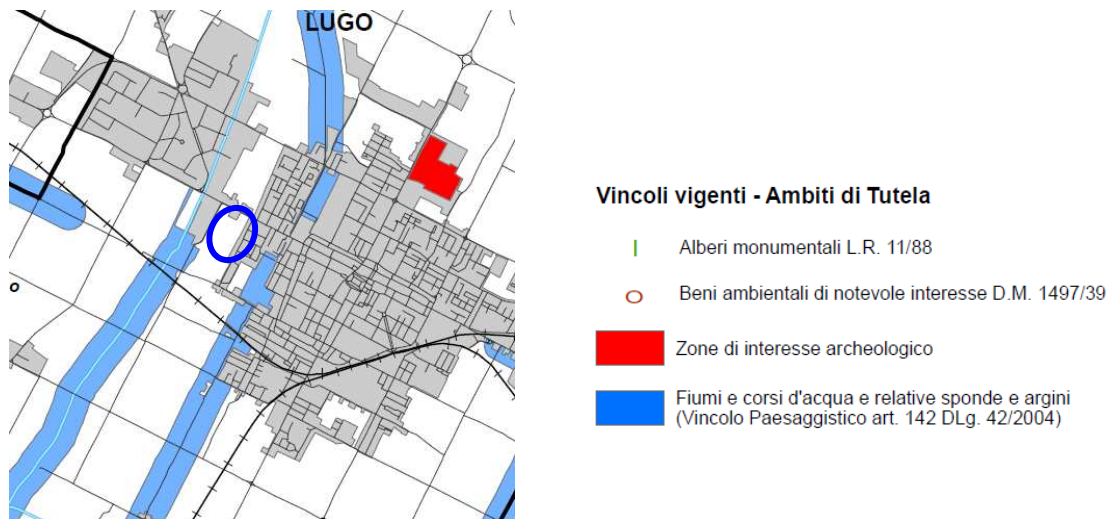 LUGO
o
Vincoli vigenti - Ambiti di Tutela
Alberi monumentali L.R. 11/88
Beni ambientali di notevole interesse D.M. 1497/39
Zone di interesse archeologico
Fiumi e corsi d'acqua e relative sponde e argini
(Vincolo Paesaggistico art. 142 DLg. 42/2004)